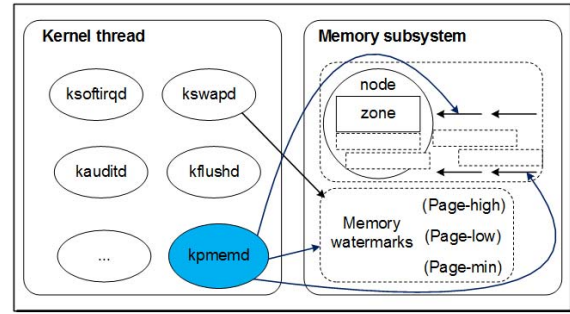 Kernel thread
Memory subsystem
ksoftirqd
kswapd
node
zone
kauditd
kflushd
...
kpmemd
Memory
watermarks
(Page-high)
(Page-low)
(Page-min)